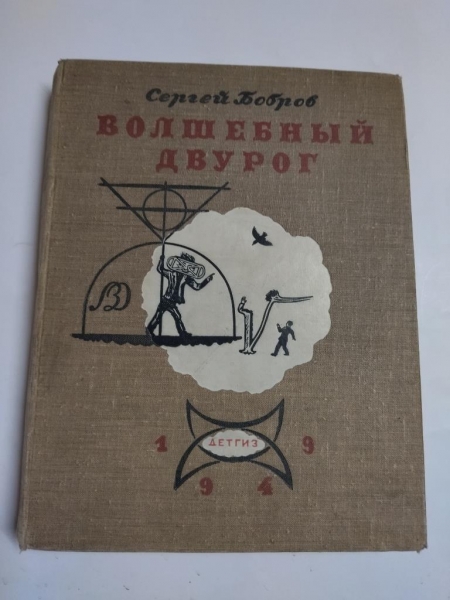 Сергей Бобров
ВОЛШЕБНЫЙ
ДВУРОГ
ДЕТГИЗ
1 9 4 9